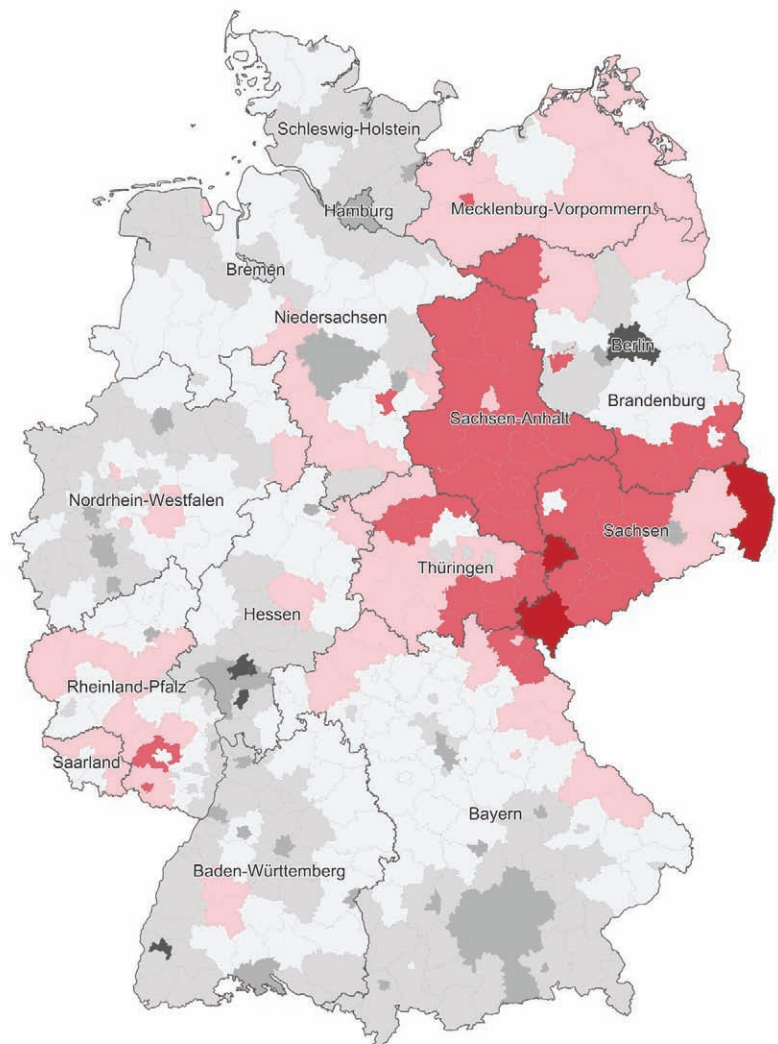 Schleswig-Holstein
Hamburg
Mecklenburg-Vorpommern
Bremen
Niedersachsen
Berlin
Brandenburg
Sachsen-Anhalt
Nordrhein-Westfalen
Sachsen
Thüringen
Hessen
Rheinland-Pfalz
Saarland
Bayern
Baden-Württemberg